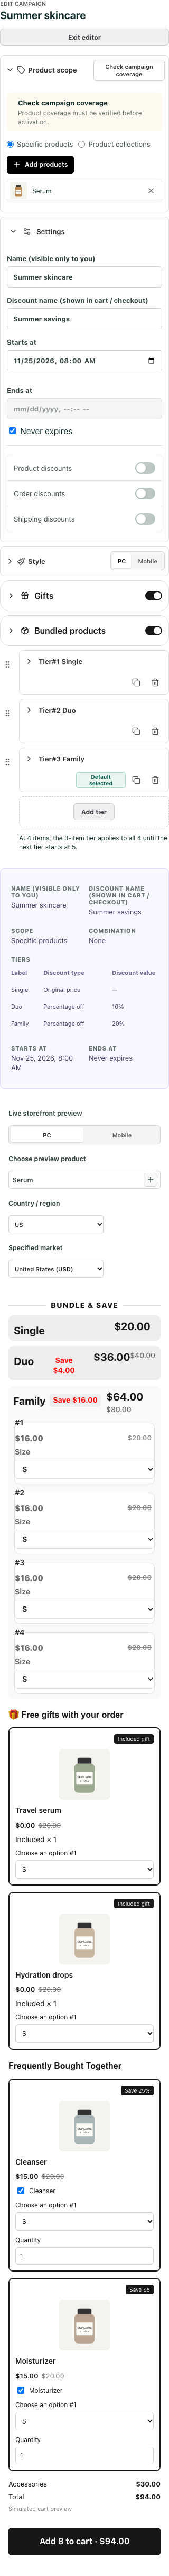 EDIT CAMPAIGN
Summer skincare
Exit editor
Product scope
Check campaign
coverage
Check campaign coverage
Product coverage must be verified before
activation.
Specific products
Product collections
Add products
Serum
Settings
Name (visible only to you)
Summer skincare
Discount name (shown in cart / checkout)
Summer savings
Starts at
11/25/2026, 08:00 AM
Ends at
mm/dd/yyyy, --:-- --
Never expires
Product discounts
Order discounts
Shipping discounts
Style
PC
Mobile
Gifts
Bundled products
Tier#1 Single
Tier#2 Duo
Tier#3 Family
Default
selected
Add tier
At 4 items, the 3-item tier applies to all 4 until the
next tier starts at 5.
NAME (VISIBLE ONLY
TO YOU)
Summer skincare
DISCOUNT NAME
(SHOWN IN CART /
CHECKOUT)
Summer savings
SCOPE
Specific products
COMBINATION
None
TIERS
Label Discount type Discount value
Single Original price —
Duo Percentage off 10%
Family Percentage off 20%
STARTS AT
Nov 25, 2026, 8:00
AM
ENDS AT
Never expires
Live storefront preview
PC
Mobile
Choose preview product
Serum
Country / region
US
Specified market
United States (USD)
BUNDLE & SAVE
Single
$20.00
Duo
Save
$4.00
$36.00 $40.00
Family
Save $16.00
$64.00
$80.00
#1
$16.00 $20.00
Size
S
#2
$16.00 $20.00
Size
S
#3
$16.00 $20.00
Size
S
#4
$16.00 $20.00
Size
S
🎁 Free gifts with your order
Included gift
Travel serum
$0.00 $20.00
Included × 1
Choose an option #1
S
Included gift
Hydration drops
$0.00 $20.00
Included × 1
Choose an option #1
S
Frequently Bought Together
Save 25%
Cleanser
$15.00 $20.00
Cleanser
Choose an option #1
S
Quantity
1
Save $5
Moisturizer
$15.00 $20.00
Moisturizer
Choose an option #1
S
Quantity
1
Accessories $30.00
Total $94.00
Simulated cart preview
Add 8 to cart · $94.00